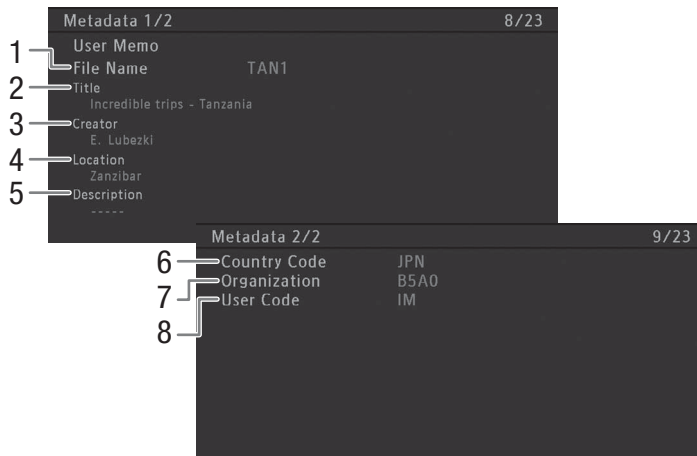 Metadata 1/2 8/23
User Memo
1 File Name TAN1
2 Title
Incredible trips - Tanzania
3 Creator
E. Lubezki
4 Location
Zanzibar
5 Description
-----
Metadata 2/2 9/23
6 Country Code JPN
7 Organization B5A0
8 User Code IM